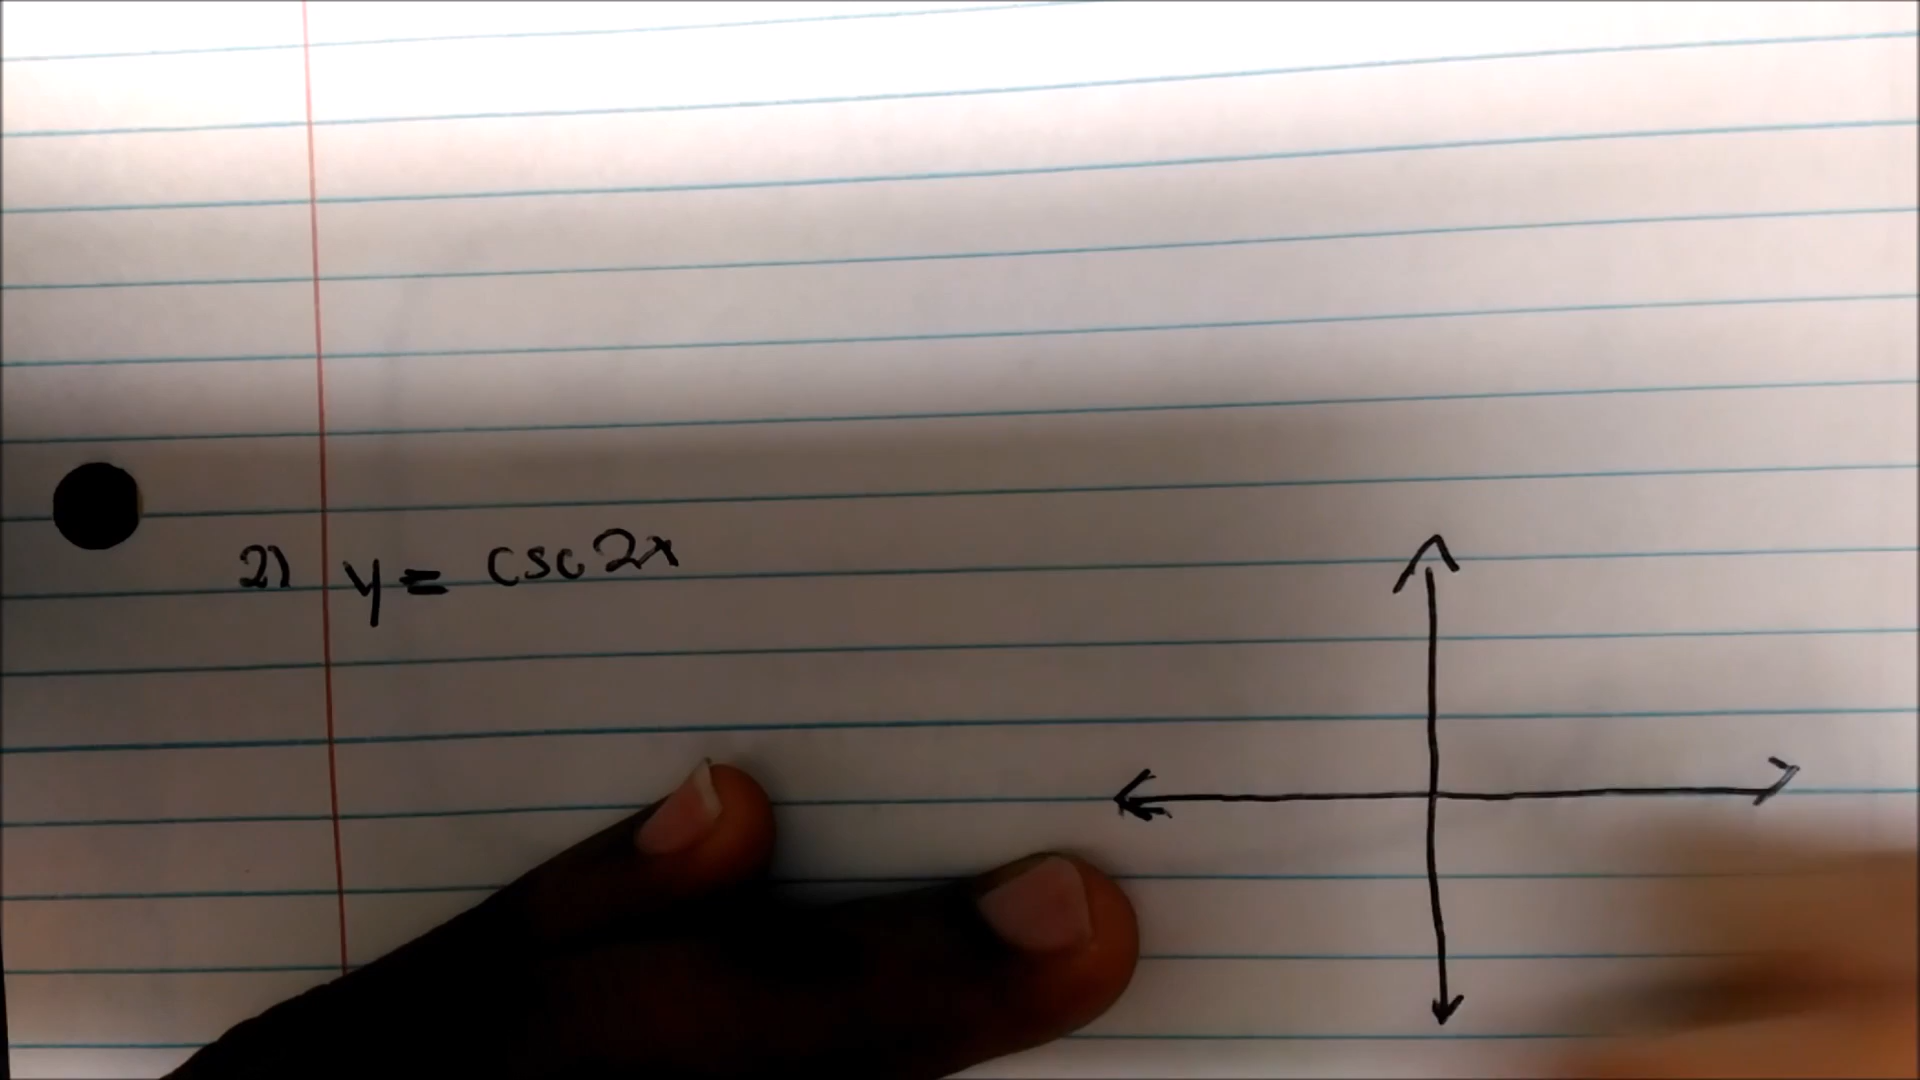 2) y = csc 2x